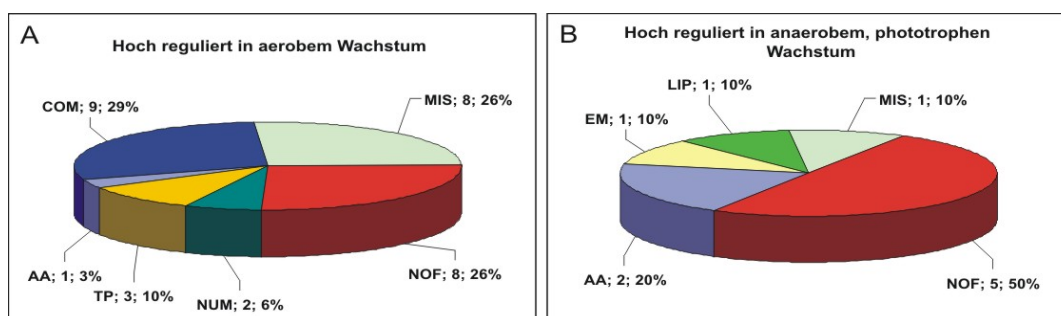 A
Hoch reguliert in aerobem Wachstum
COM; 9; 29%
MIS; 8; 26%
AA; 1; 3%
TP; 3; 10%
NUM; 2; 6%
NOF; 8; 26%
B
Hoch reguliert in anaerobem, phototrophen
Wachstum
LIP; 1; 10%
MIS; 1; 10%
EM; 1; 10%
AA; 2; 20%
NOF; 5; 50%